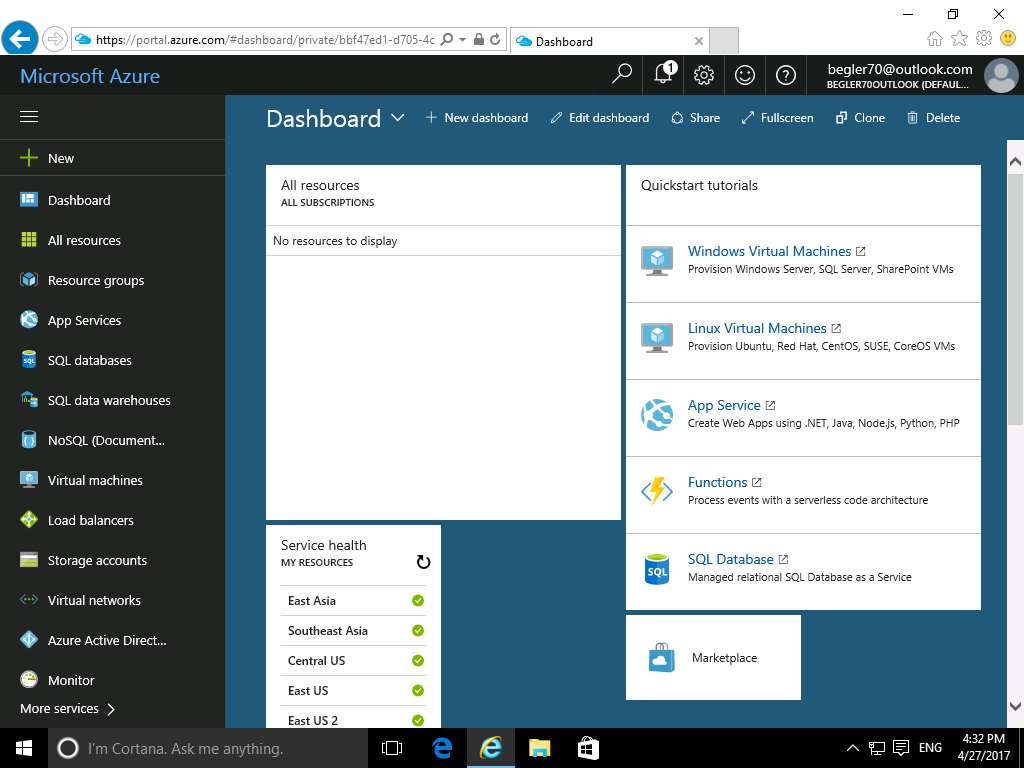 https://portal.azure.com/#dashboard/private/bbf47ed1-d705-4c
Dashboard
Microsoft Azure
1
begler70@outlook.com
BEGLER70OUTLOOK (DEFAUL...
Dashboard
New dashboard
Edit dashboard
Share
Fullscreen
Clone
Delete
New
Dashboard
All resources
Resource groups
App Services
SQL databases
SQL data warehouses
NoSQL (Document...
Virtual machines
Load balancers
Storage accounts
Virtual networks
Azure Active Direct...
Monitor
More services
All resources
ALL SUBSCRIPTIONS
No resources to display
Quickstart tutorials
Windows Virtual Machines
Provision Windows Server, SQL Server, SharePoint VMs
Linux Virtual Machines
Provision Ubuntu, Red Hat, CentOS, SUSE, CoreOS VMs
App Service
Create Web Apps using .NET, Java, Node.js, Python, PHP
Functions
Process events with a serverless code architecture
SQL
SQL Database
Managed relational SQL Database as a Service
Service health
MY RESOURCES
East Asia
Southeast Asia
Central US
East US
East US 2
Marketplace
I'm Cortana. Ask me anything.
ENG
4:32 PM
4/27/2017